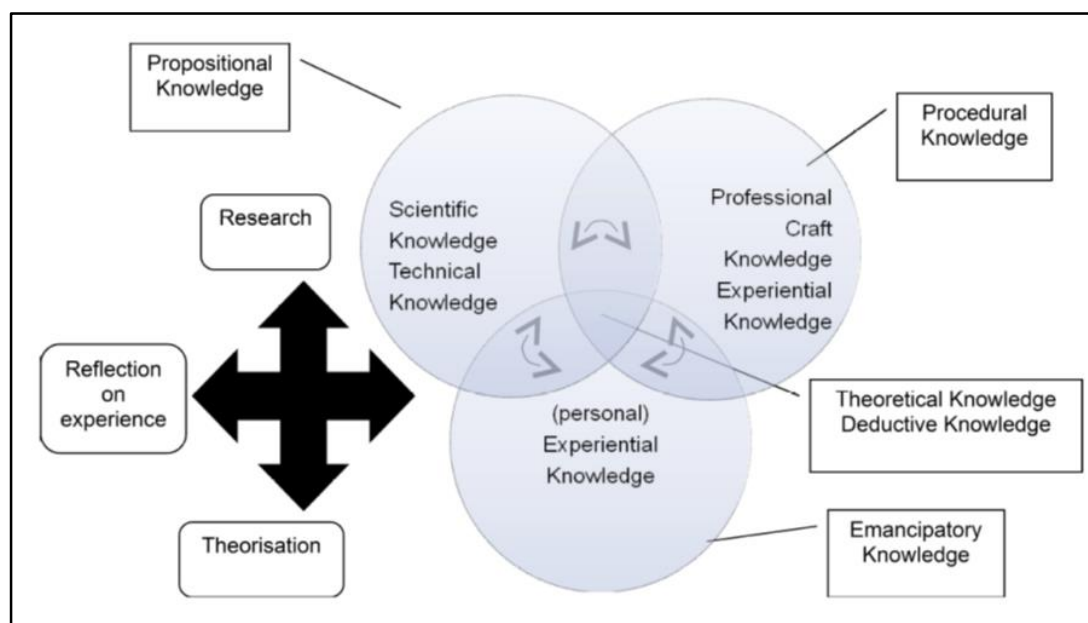 Propositional
Knowledge
Procedural
Knowledge
Research
Scientific
Knowledge
Technical
Knowledge
Professional
Craft
Knowledge
Experiential
Knowledge
Reflection
on
experience
(personal)
Experiential
Knowledge
Theoretical Knowledge
Deductive Knowledge
Theorisation
Emancipatory
Knowledge